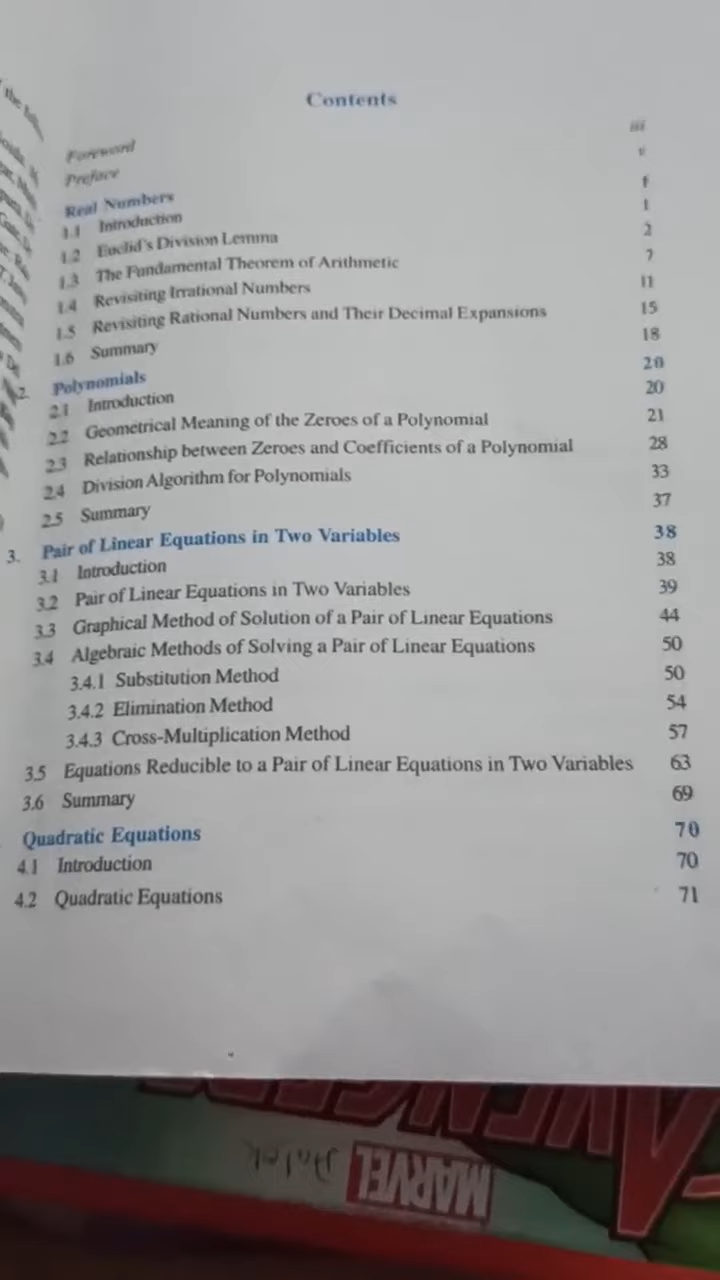 Contents
Foreword iii
Preface v
Real Numbers 1
1.1 Introduction 1
1.2 Euclid's Division Lemma 2
1.3 The Fundamental Theorem of Arithmetic 7
1.4 Revisiting Irrational Numbers 11
1.5 Revisiting Rational Numbers and Their Decimal Expansions 15
1.6 Summary 18
2. Polynomials 20
2.1 Introduction 20
2.2 Geometrical Meaning of the Zeroes of a Polynomial 21
2.3 Relationship between Zeroes and Coefficients of a Polynomial 28
2.4 Division Algorithm for Polynomials 33
2.5 Summary 37
3. Pair of Linear Equations in Two Variables 38
3.1 Introduction 38
3.2 Pair of Linear Equations in Two Variables 39
3.3 Graphical Method of Solution of a Pair of Linear Equations 44
3.4 Algebraic Methods of Solving a Pair of Linear Equations 50
3.4.1 Substitution Method 50
3.4.2 Elimination Method 54
3.4.3 Cross-Multiplication Method 57
3.5 Equations Reducible to a Pair of Linear Equations in Two Variables 63
3.6 Summary 69
Quadratic Equations 70
4.1 Introduction 70
4.2 Quadratic Equations 71
MARVEL